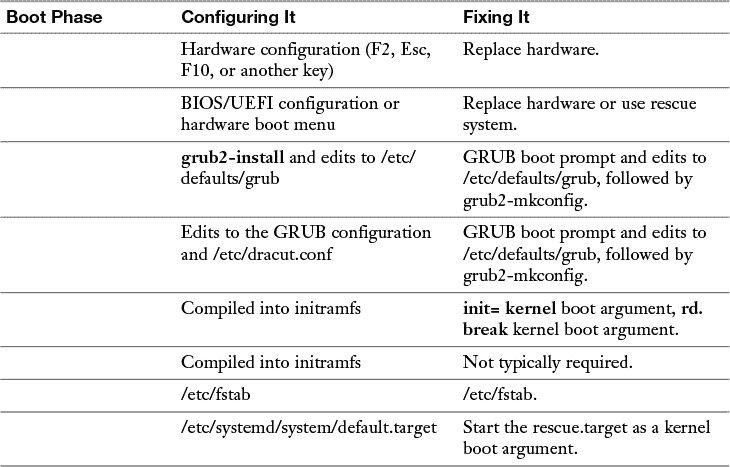 Boot Phase Configuring It Fixing It
Hardware configuration (F2, Esc, Replace hardware.
F10, or another key)
BIOS/UEFI configuration or Replace hardware or use rescue
hardware boot menu system.
grub2-install and edits to /etc/ GRUB boot prompt and edits to
defaults/grub /etc/defaults/grub, followed by
grub2-mkconfig.
Edits to the GRUB configuration GRUB boot prompt and edits to
and /etc/dracut.conf /etc/defaults/grub, followed by
grub2-mkconfig.
Compiled into initramfs init= kernel boot argument, rd.
break kernel boot argument.
Compiled into initramfs Not typically required.
/etc/fstab /etc/fstab.
/etc/systemd/system/default.target Start the rescue.target as a kernel
boot argument.